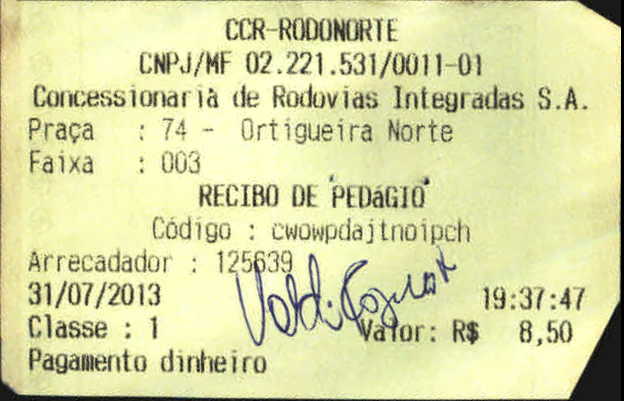 CCR-RODONORTE
CNPJ/MF 02.221.531/0011-01
Concessionaria de Rodovias Integradas S.A.
Praça : 74 - Ortigueira Norte
Faixa : 003
RECIBO DE PEDáGIO
Código : cwowpdajtnoipch
Arrecadador : 125639
31/07/2013 19:37:47
Classe : 1 Valor: R$ 8,50
Pagamento dinheiro